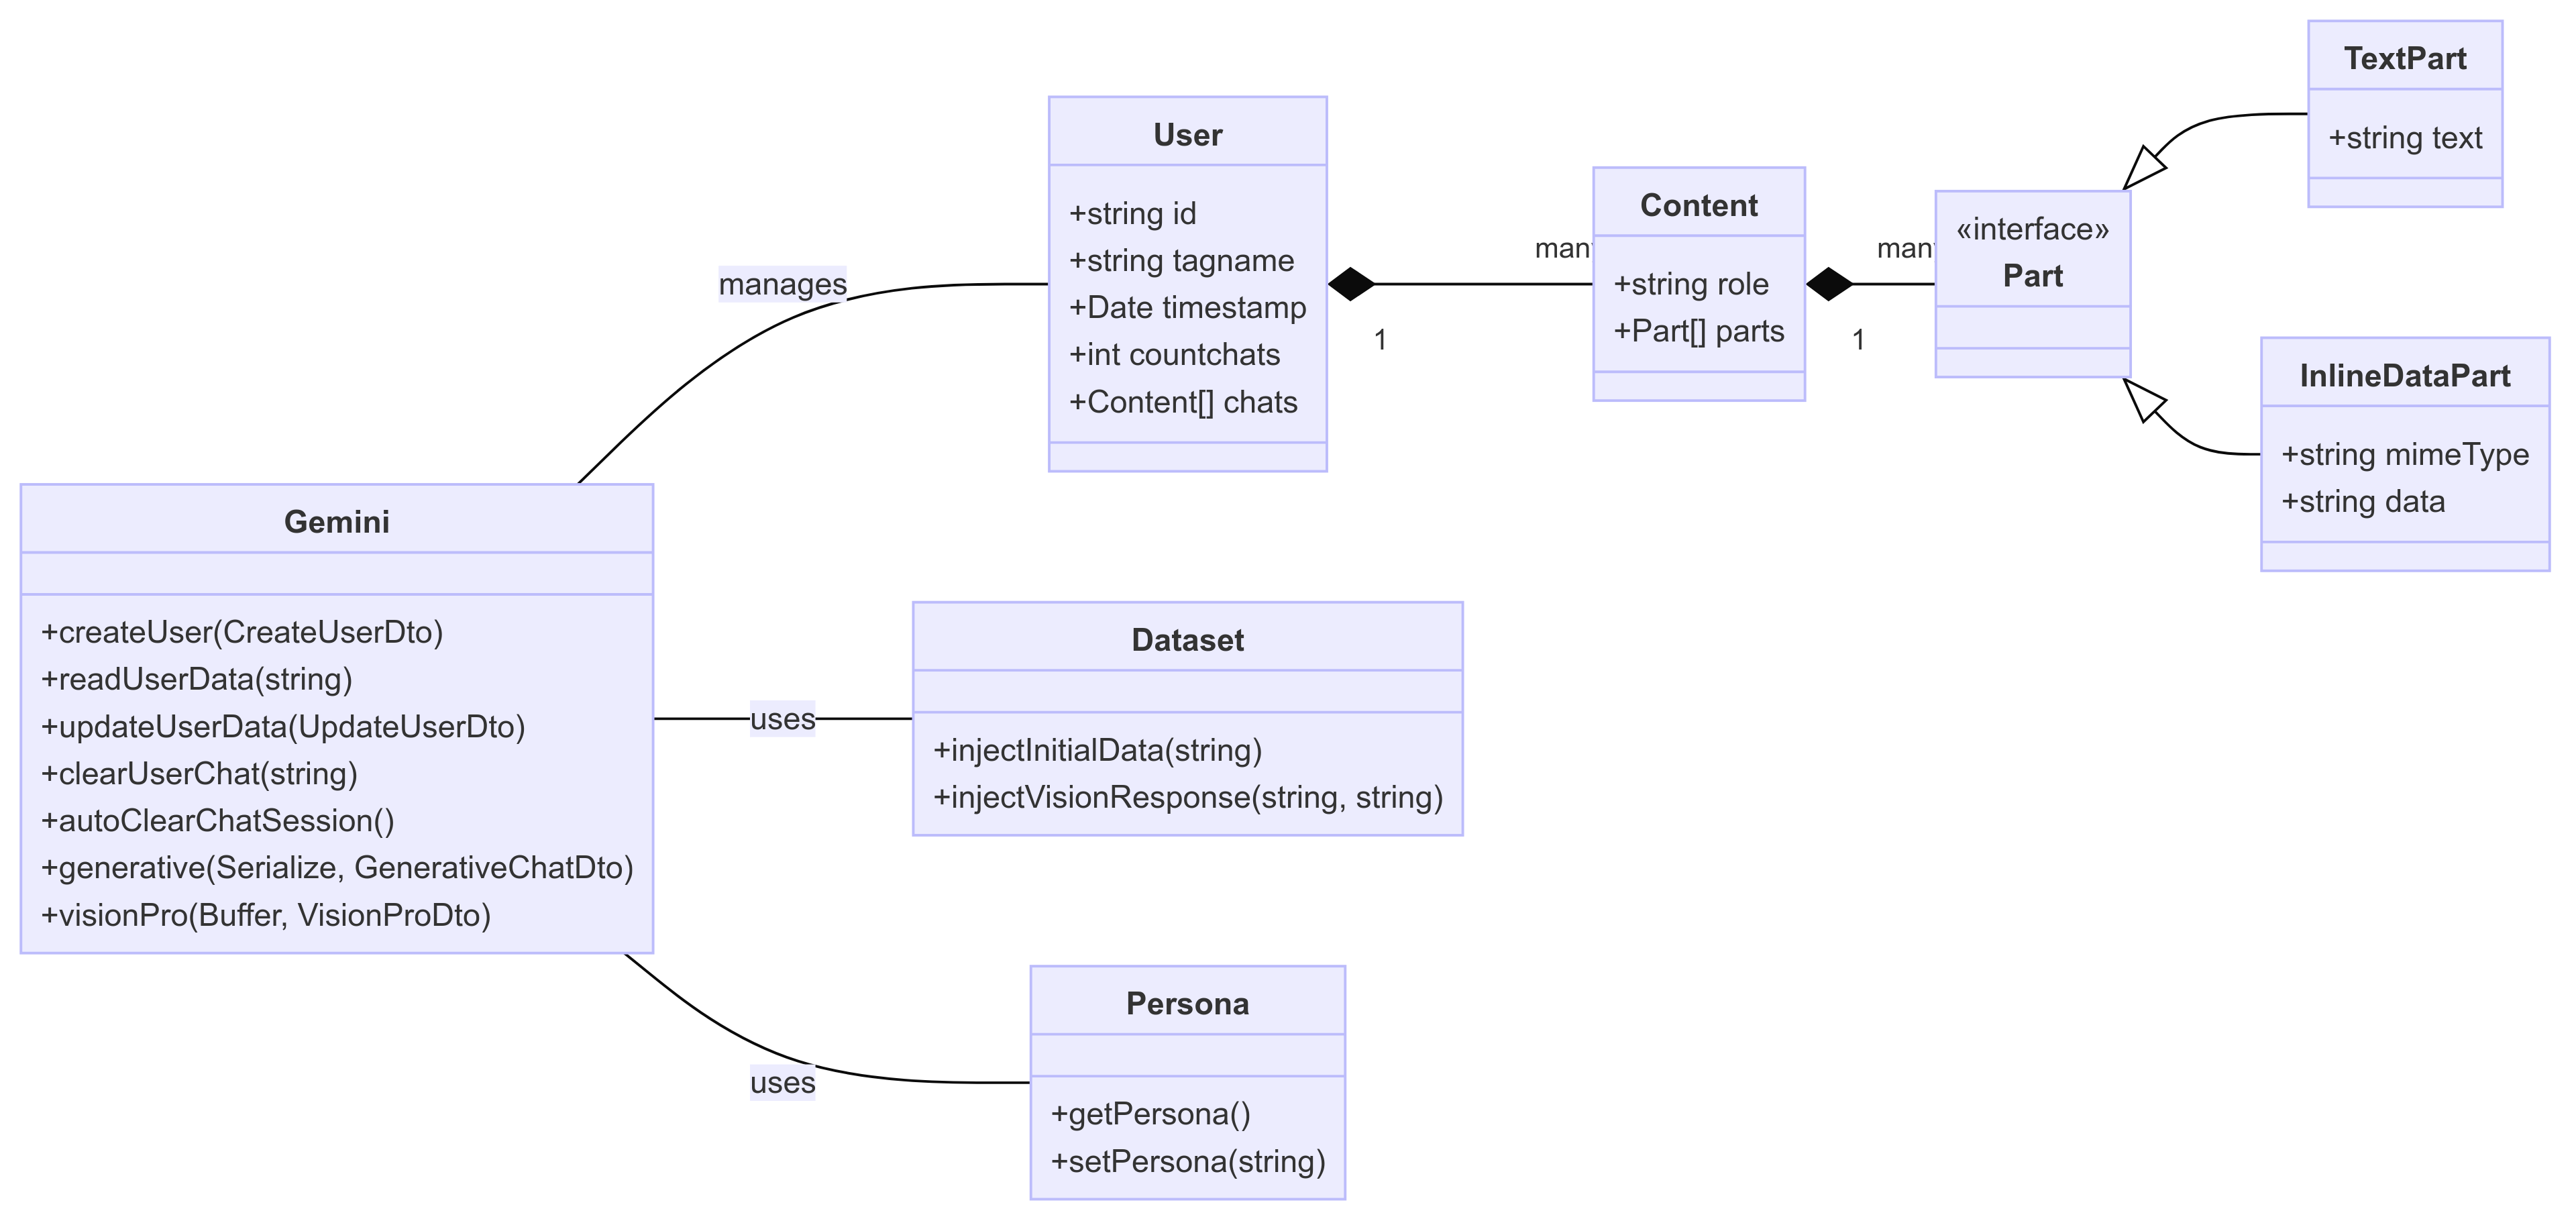 TextPart
+string text
User
+string id
+string tagname
+Date timestamp
+int countchats
+Content[] chats
manages
1
Content
+string role
+Part[] parts
1
«interface»
Part
InlineDataPart
+string mimeType
+string data
Gemini
+createUser(CreateUserDto)
+readUserData(string)
+updateUserData(UpdateUserDto)
+clearUserChat(string)
+autoClearChatSession()
+generative(Serialize, GenerativeChatDto)
+visionPro(Buffer, VisionProDto)
uses
Dataset
+injectInitialData(string)
+injectVisionResponse(string, string)
uses
Persona
+getPersona()
+setPersona(string)